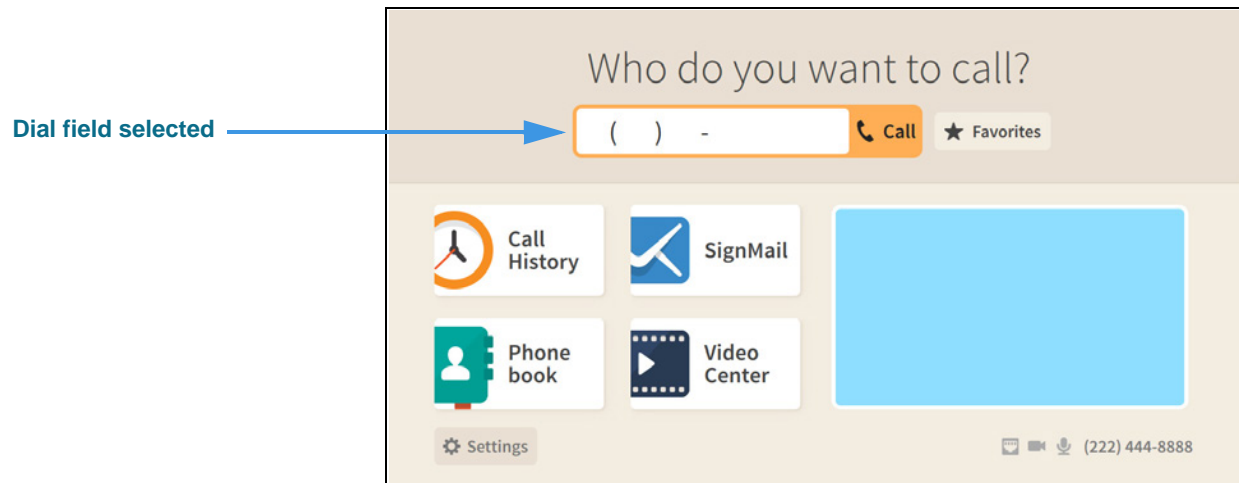 Who do you want to call?
Dial field selected
( ) -
Call
Favorites
Call
History
SignMail
Phone
book
Video
Center
Settings
(222) 444-8888